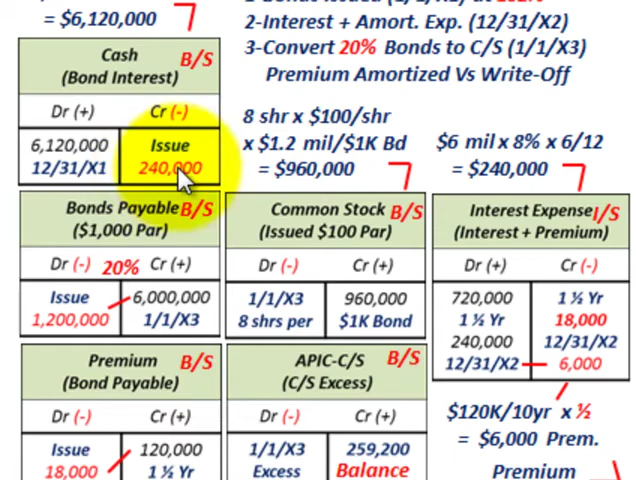 = $6,120,000
2-Interest + Amort. Exp. (12/31/X2)
3-Convert 20% Bonds to C/S (1/1/X3)
Premium Amortized Vs Write-Off
Cash B/S
(Bond Interest)
Dr (+) Cr (-)
6,120,000 Issue
12/31/X1 240,000
8 shr x $100/shr
x $1.2 mil/$1K Bd
= $960,000
$6 mil x 8% x 6/12
= $240,000
Bonds Payable B/S
($1,000 Par)
Dr (-) 20% Cr (+)
Issue 6,000,000
1,200,000 1/1/X3
Common Stock B/S
(Issued $100 Par)
Dr (-) Cr (+)
1/1/X3 960,000
8 shrs per $1K Bond
Interest Expense I/S
(Interest + Premium)
Dr (+) Cr (-)
720,000 1 ½ Yr
1 ½ Yr 18,000
240,000 12/31/X2
12/31/X2 6,000
Premium B/S
(Bond Payable)
Dr (-) Cr (+)
Issue 120,000
18,000 1 ½ Yr
APIC-C/S B/S
(C/S Excess)
Dr (-) Cr (+)
1/1/X3 259,200
Excess Balance
$120K/10yr x ½
= $6,000 Prem.
Premium